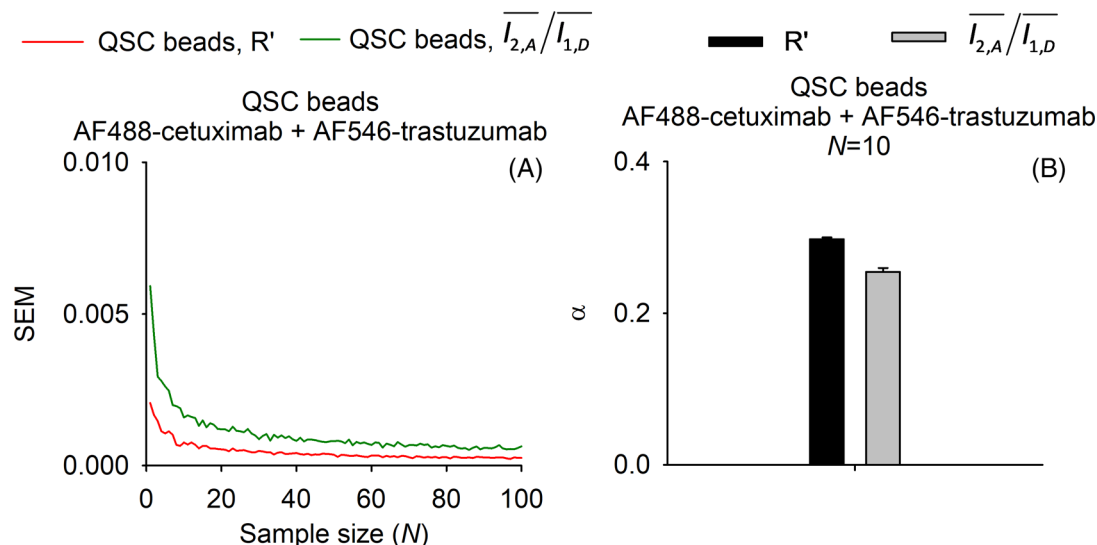 QSC beads, R'
QSC beads, I2,A/I1,D
R'
I2,A/I1,D
QSC beads
AF488-cetuximab + AF546-trastuzumab
(A)
0.010
0.005
0.000
SEM
0 20 40 60 80 100
Sample size (N)
QSC beads
AF488-cetuximab + AF546-trastuzumab
N=10
(B)
0.4
0.2
0.0
α